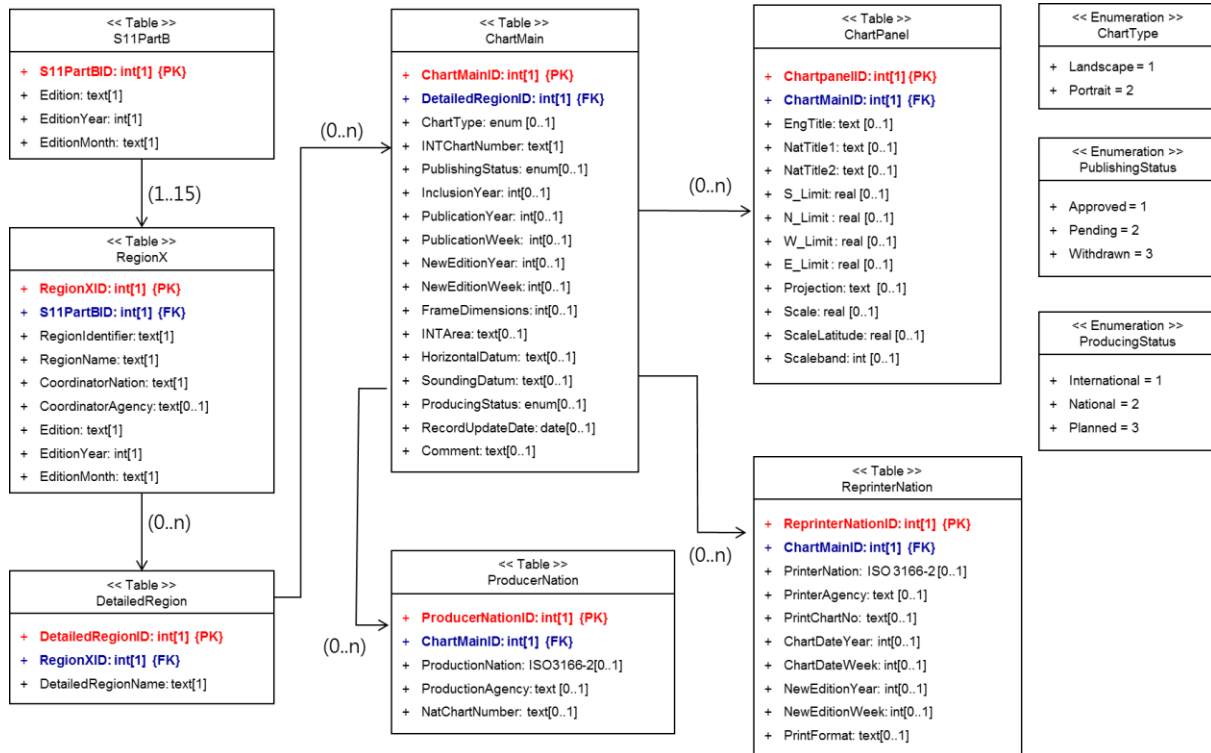 << Table >>
S11PartB
+ S11PartBID: int[1] {PK}
+ Edition: text[1]
+ EditionYear: int[1]
+ EditionMonth: text[1]
(1..15)
<< Table >>
RegionX
+ RegionXID: int[1] {PK}
+ S11PartBID: int[1] {FK}
+ RegionIdentifier: text[1]
+ RegionName: text[1]
+ CoordinatorNation: text[1]
+ CoordinatorAgency: text[0..1]
+ Edition: text[1]
+ EditionYear: int[1]
+ EditionMonth: text[1]
(0..n)
<< Table >>
DetailedRegion
+ DetailedRegionID: int[1] {PK}
+ RegionXID: int[1] {FK}
+ DetailedRegionName: text[1]
(0..n)
<< Table >>
ChartMain
+ ChartMainID: int[1] {PK}
+ DetailedRegionID: int[1] {FK}
+ ChartType: enum [0..1]
+ INTChartNumber: text[1]
+ PublishingStatus: enum[0..1]
+ InclusionYear: int[0..1]
+ PublicationYear: int[0..1]
+ PublicationWeek: int[0..1]
+ NewEditionYear: int[0..1]
+ NewEditionWeek: int[0..1]
+ FrameDimensions: int[0..1]
+ INTArea: text[0..1]
+ HorizontalDatum: text[0..1]
+ SoundingDatum: text[0..1]
+ ProducingStatus: enum[0..1]
+ RecordUpdateDate: date[0..1]
+ Comment: text[0..1]
(0..n)
<< Table >>
ProducerNation
+ ProducerNationID: int[1] {PK}
+ ChartMainID: int[1] {FK}
+ ProductionNation: ISO3166-2[0..1]
+ ProductionAgency: text [0..1]
+ NatChartNumber: text[0..1]
(0..n)
<< Table >>
ChartPanel
+ ChartpanelID: int[1] {PK}
+ ChartMainID: int[1] {FK}
+ EngTitle: text [0..1]
+ NatTitle1: text [0..1]
+ NatTitle2: text [0..1]
+ S_Limit: real [0..1]
+ N_Limit : real [0..1]
+ W_Limit : real [0..1]
+ E_Limit : real [0..1]
+ Projection: text [0..1]
+ Scale: real [0..1]
+ ScaleLatitude: real [0..1]
+ Scaleband: int [0..1]
(0..n)
<< Table >>
ReprinterNation
+ ReprinterNationID: int[1] {PK}
+ ChartMainID: int[1] {FK}
+ PrinterNation: ISO 3166-2 [0..1]
+ PrinterAgency: text [0..1]
+ PrintChartNo: text[0..1]
+ ChartDateYear: int[0..1]
+ ChartDateWeek: int[0..1]
+ NewEditionYear: int[0..1]
+ NewEditionWeek: int[0..1]
+ PrintFormat: text[0..1]
<< Enumeration >>
ChartType
+ Landscape = 1
+ Portrait = 2
<< Enumeration >>
PublishingStatus
+ Approved = 1
+ Pending = 2
+ Withdrawn = 3
<< Enumeration >>
ProducingStatus
+ International = 1
+ National = 2
+ Planned = 3